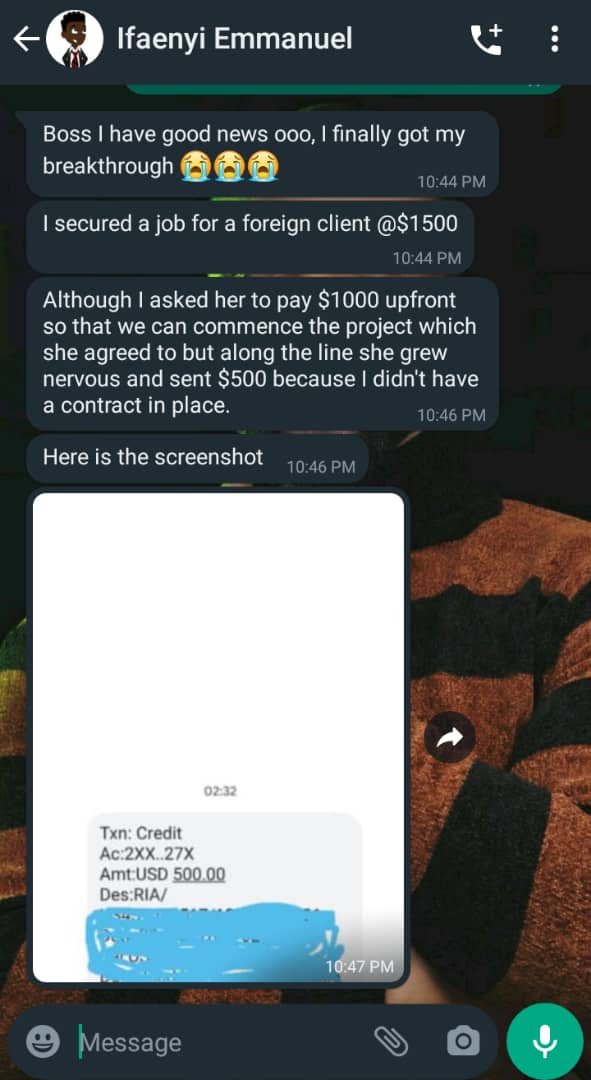 Ifaenyi Emmanuel
Boss I have good news ooo, I finally got my
breakthrough 😭😭😭
10:44 PM
I secured a job for a foreign client @$1500
10:44 PM
Although I asked her to pay $1000 upfront
so that we can commence the project which
she agreed to but along the line she grew
nervous and sent $500 because I didn't have
a contract in place.
10:46 PM
Here is the screenshot
10:46 PM
02:32
Txn: Credit
Ac:2XX..27X
Amt:USD 500.00
Des:RIA/
10:47 PM
Message